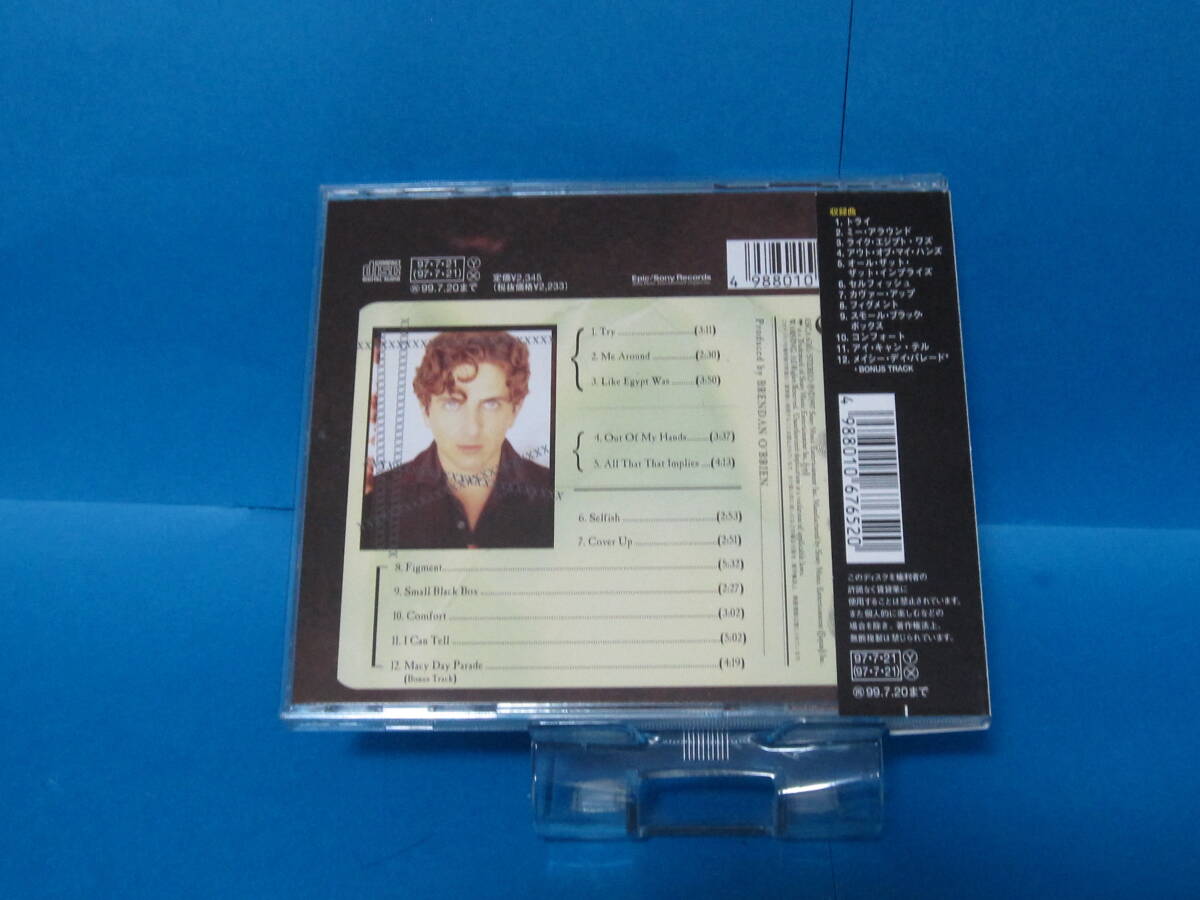 COMPACT
disc
DIGITAL AUDIO
97・7・21 Ⓨ
(97・7・21) Ⓧ
99.7.20まで
定価¥2,345
(税抜価格¥2,233)
Epic/Sony Records
4 988010
1. Try (3:11)
2. Me Around (2:30)
3. Like Egypt Was (3:50)
4. Out Of My Hands (3:37)
5. All That That Implies (4:13)
6. Selfish (2:53)
7. Cover Up (2:51)
8. Figment (5:32)
9. Small Black Box (2:27)
10. Comfort (3:02)
11. I Can Tell (5:02)
12. Macy Day Parade (4:19)
(Bonus Track)
Produced by BRENDAN O'BRIEN
収録曲
1. トライ
2. ミー・アラウンド
3. ライク・エジプト・ワズ
4. アウト・オブ・マイ・ハンズ
5. オール・ザット・
ザット・インプライズ
6. セルフィッシュ
7. カヴァー・アップ
8. フィグメント
9. スモール・ブラック・
ボックス
10. コンフォート
11. アイ・キャン・テル
12. メイシー・デイ・パレード*
*BONUS TRACK
4 988010 676520
このディスクを権利者の
許諾なく賃貸業に
使用することは禁止されています。
また個人的に楽しむなどの
場合を除き、著作権法上、
無断複製は禁じられています。
97・7・21 Ⓨ
(97・7・21) Ⓧ
99.7.20まで